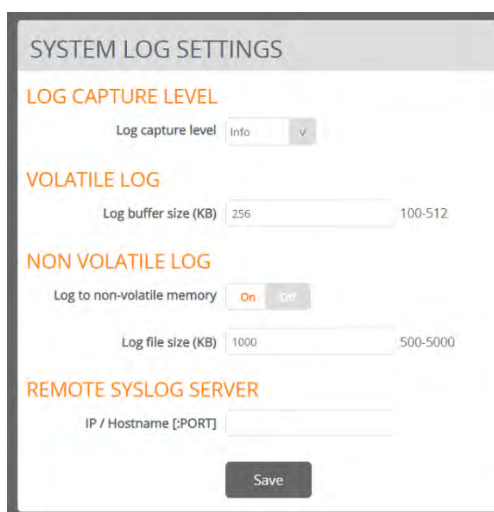 SYSTEM LOG SETTINGS
LOG CAPTURE LEVEL
Log capture level Info v
VOLATILE LOG
Log buffer size (KB) 256 100-512
NON VOLATILE LOG
Log to non-volatile memory On Off
Log file size (KB) 1000 500-5000
REMOTE SYSLOG SERVER
IP / Hostname [:PORT]
Save